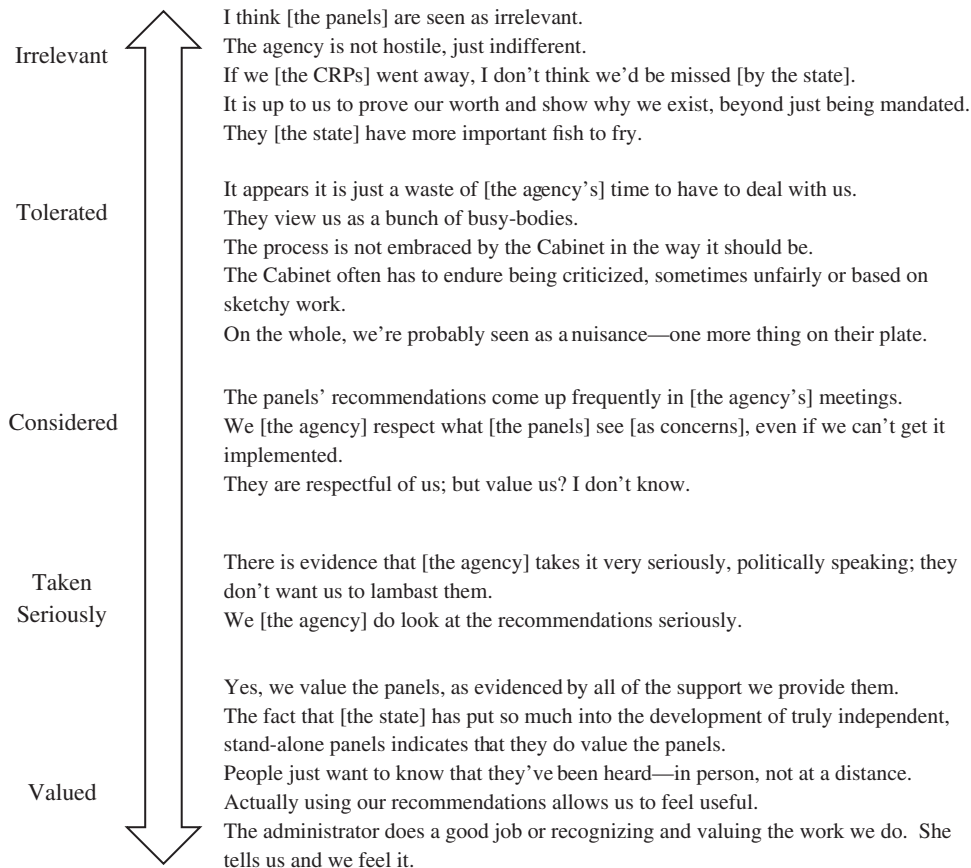 I think [the panels] are seen as irrelevant.
Irrelevant
The agency is not hostile, just indifferent.
If we [the CRPs] went away, I don't think we'd be missed [by the state].
It is up to us to prove our worth and show why we exist, beyond just being mandated.
They [the state] have more important fish to fry.
It appears it is just a waste of [the agency's] time to have to deal with us.
Tolerated
They view us as a bunch of busy-bodies.
The process is not embraced by the Cabinet in the way it should be.
The Cabinet often has to endure being criticized, sometimes unfairly or based on
sketchy work.
On the whole, we're probably seen as a nuisance—one more thing on their plate.
The panels' recommendations come up frequently in [the agency's] meetings.
Considered
We [the agency] respect what [the panels] see [as concerns], even if we can't get it
implemented.
They are respectful of us; but value us? I don't know.
There is evidence that [the agency] takes it very seriously, politically speaking; they
Taken
Seriously
don't want us to lambast them.
We [the agency] do look at the recommendations seriously.
Yes, we value the panels, as evidenced by all of the support we provide them.
The fact that [the state] has put so much into the development of truly independent,
stand-alone panels indicates that they do value the panels.
People just want to know that they've been heard—in person, not at a distance.
Valued
Actually using our recommendations allows us to feel useful.
The administrator does a good job or recognizing and valuing the work we do. She
tells us and we feel it.